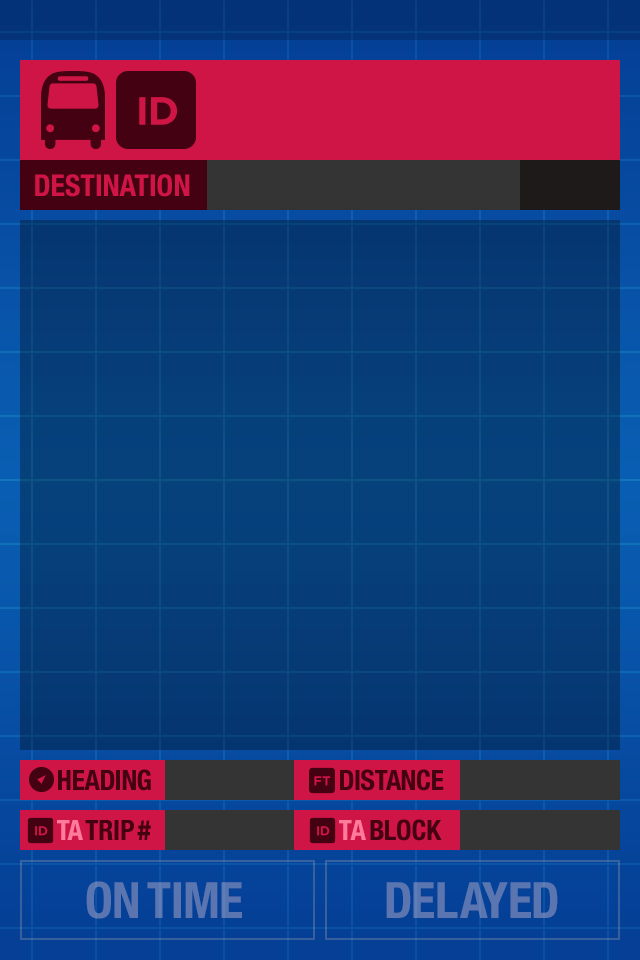 ID
DESTINATION
HEADING FT DISTANCE
ID TA TRIP # ID TA BLOCK
ON TIME DELAYED